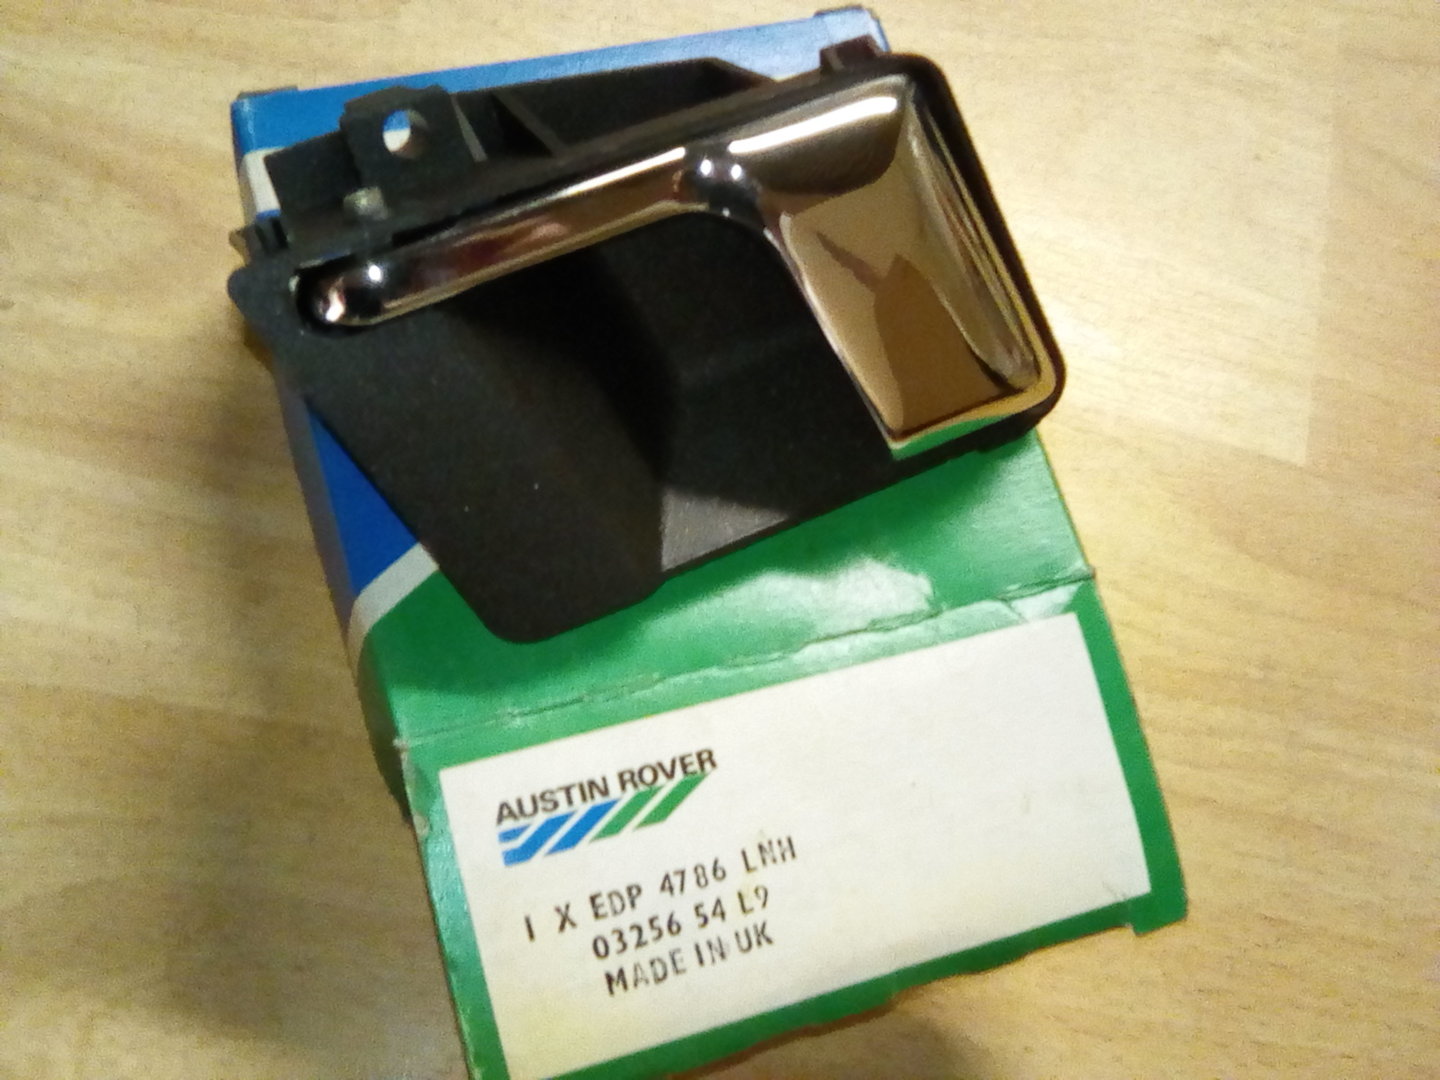 AUSTIN ROVER
1 X EDP 4786 LNH
03256 54 L9
MADE IN UK